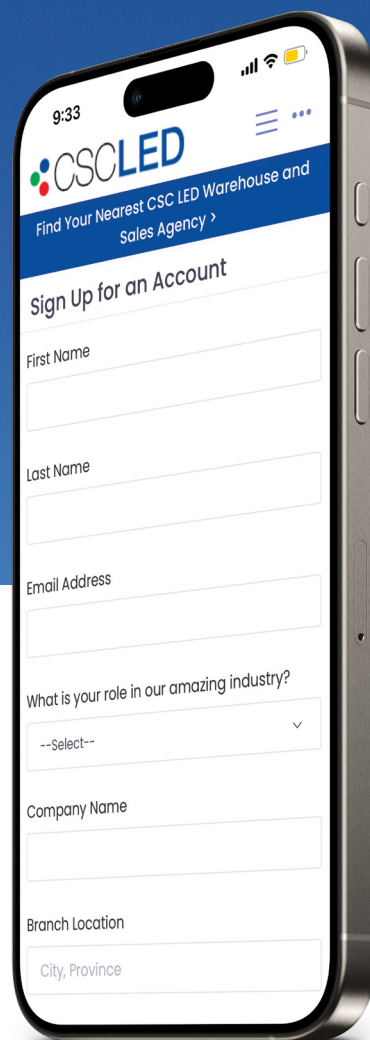 9:33
CSCLED
Find Your Nearest CSC LED Warehouse and
Sales Agency >
Sign Up for an Account
First Name
Last Name
Email Address
What is your role in our amazing industry?
--Select--
Company Name
Branch Location
City, Province